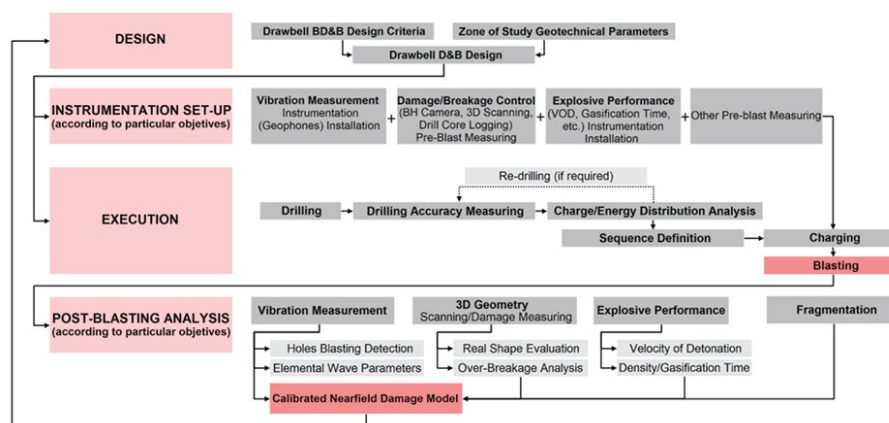 DESIGN
Drawbell BD&B Design Criteria
Zone of Study Geotechnical Parameters
Drawbell D&B Design
INSTRUMENTATION SET-UP
(according to particular objetives)
Vibration Measurement
Instrumentation
(Geophones) Installation
+
Damage/Breakage Control
(BH Camera, 3D Scanning,
Drill Core Logging)
Pre-Blast Measuring
+
Explosive Performance
(VOD, Gasification Time,
etc.) Instrumentation
Installation
+
Other Pre-blast Measuring
EXECUTION
Re-drilling (if required)
Drilling
Drilling Accuracy Measuring
Charge/Energy Distribution Analysis
Sequence Definition
Charging
Blasting
POST-BLASTING ANALYSIS
(according to particular objetives)
Vibration Measurement
Holes Blasting Detection
Elemental Wave Parameters
3D Geometry
Scanning/Damage Measuring
Real Shape Evaluation
Over-Breakage Analysis
Explosive Performance
Velocity of Detonation
Density/Gasification Time
Fragmentation
Calibrated Nearfield Damage Model